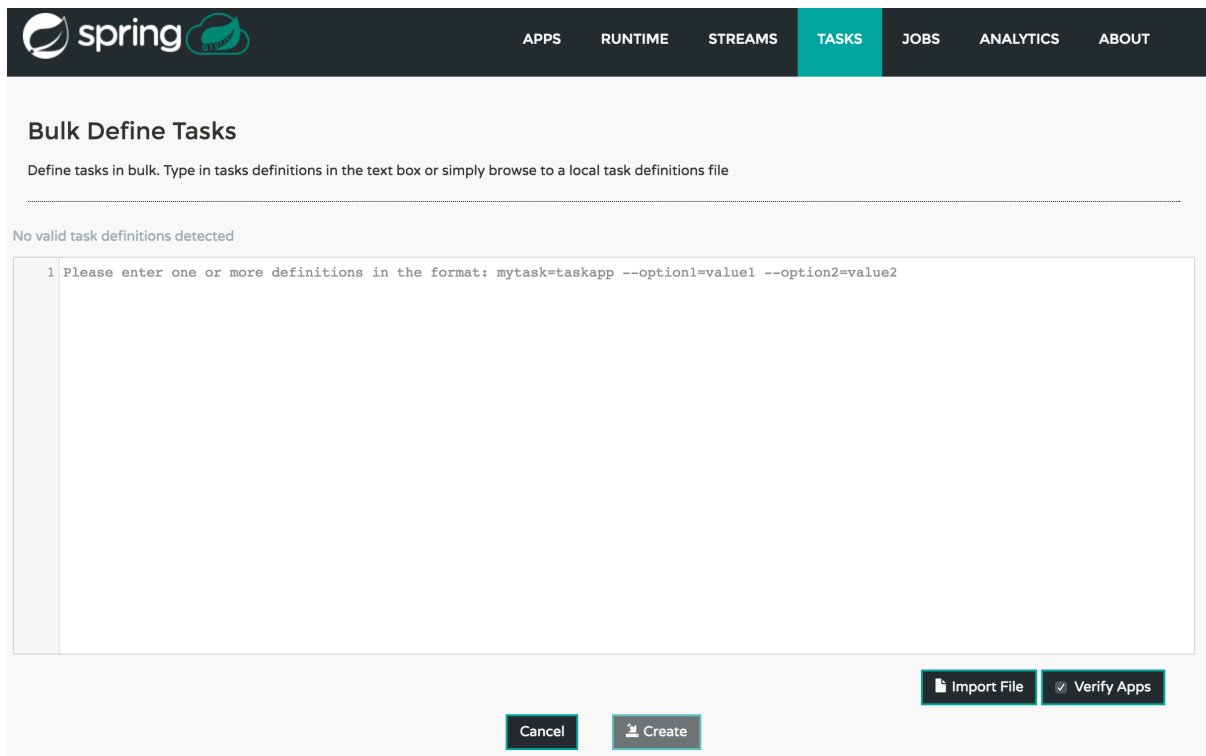 spring
APPS RUNTIME STREAMS TASKS JOBS ANALYTICS ABOUT
Bulk Define Tasks
Define tasks in bulk. Type in tasks definitions in the text box or simply browse to a local task definitions file
No valid task definitions detected
1 Please enter one or more definitions in the format: mytask=taskapp --option1=value1 --option2=value2
Import File Verify Apps
Cancel Create